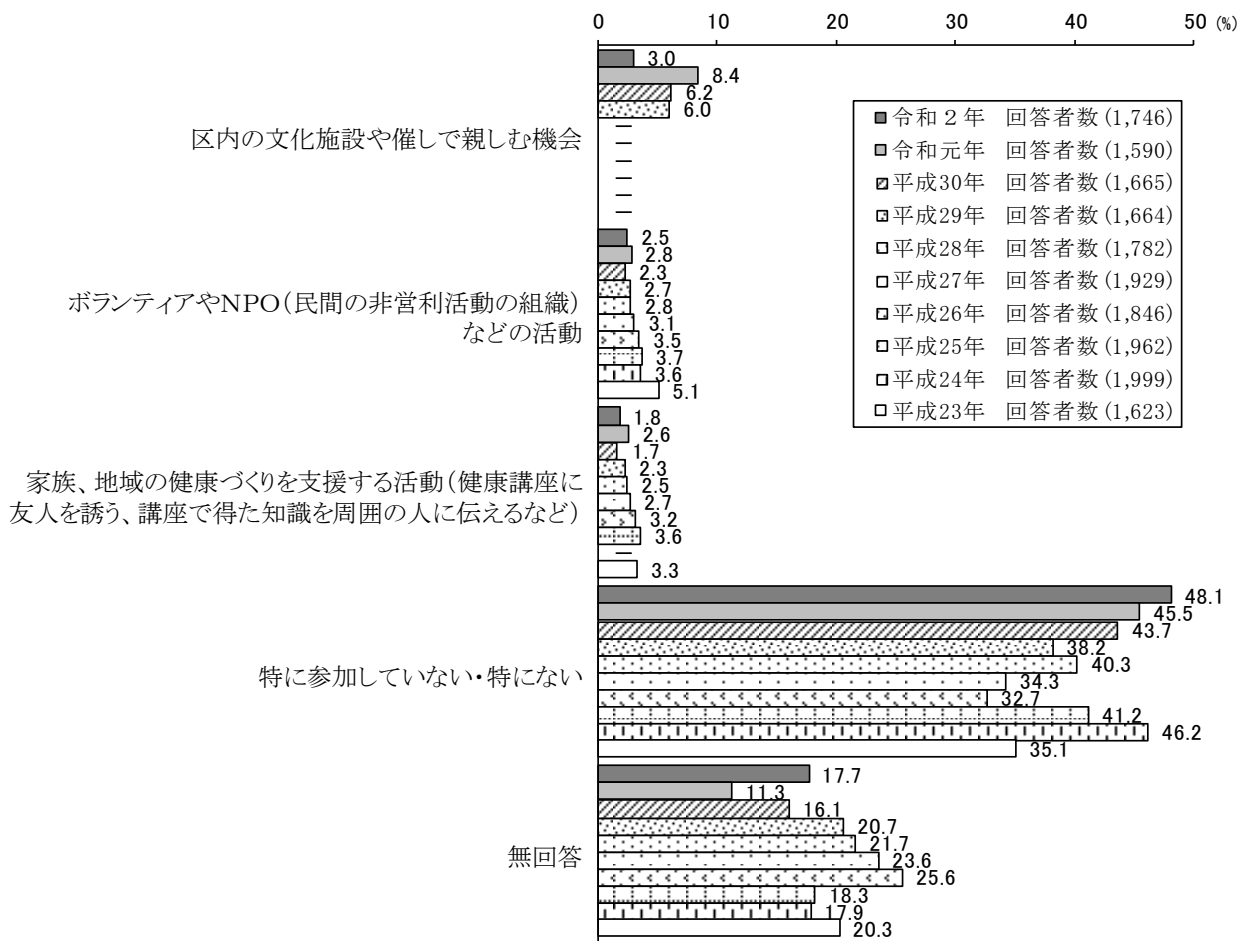 0 10 20 30 40 50 (%)
3.0
8.4
6.2
6.0
区内の文化施設や催しで親しむ機会
―
―
―
―
―
―
■令和２年　回答者数(1,746)
■令和元年　回答者数(1,590)
平成30年　回答者数(1,665)
平成29年　回答者数(1,664)
平成28年　回答者数(1,782)
平成27年　回答者数(1,929)
平成26年　回答者数(1,846)
平成25年　回答者数(1,962)
平成24年　回答者数(1,999)
□平成23年　回答者数(1,623)
ボランティアやNPO（民間の非営利活動の組織）
などの活動
2.5
2.8
2.3
2.7
2.8
3.1
3.5
3.7
3.6
5.1
家族、地域の健康づくりを支援する活動（健康講座に
友人を誘う、講座で得た知識を周囲の人に伝えるなど）
1.8
2.6
1.7
2.3
2.5
2.7
3.2
3.6
―
3.3
特に参加していない・特にない
48.1
45.5
43.7
38.2
40.3
34.3
32.7
41.2
46.2
35.1
無回答
17.7
11.3
16.1
20.7
21.7
23.6
25.6
18.3
17.9
20.3